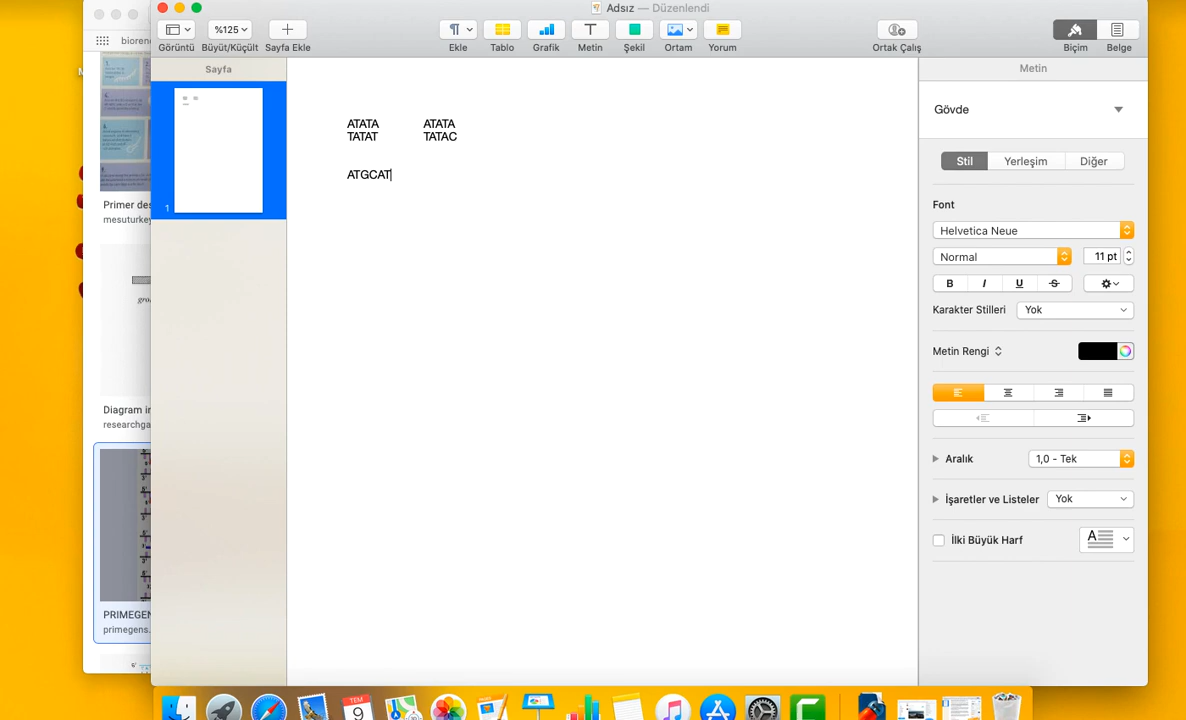 Adsız — Düzenlendi
%125
Görüntü
Büyüt/Küçült
Sayfa Ekle
Ekle
Tablo
Grafik
Metin
Şekil
Ortam
Yorum
Ortak Çalış
Biçim
Belge
Sayfa
Metin
1
ATATA ATATA
TATAT TATAC
ATGCAT
Gövde
Stil
Yerleşim
Diğer
Font
Helvetica Neue
Normal
11 pt
B I U S
Karakter Stilleri
Yok
Metin Rengi
Aralık
1,0 - Tek
İşaretler ve Listeler
Yok
İlki Büyük Harf
A
Primer des
mesuturkey
Diagram in
researchga
PRIMEGEN
primegens.
TEM
9